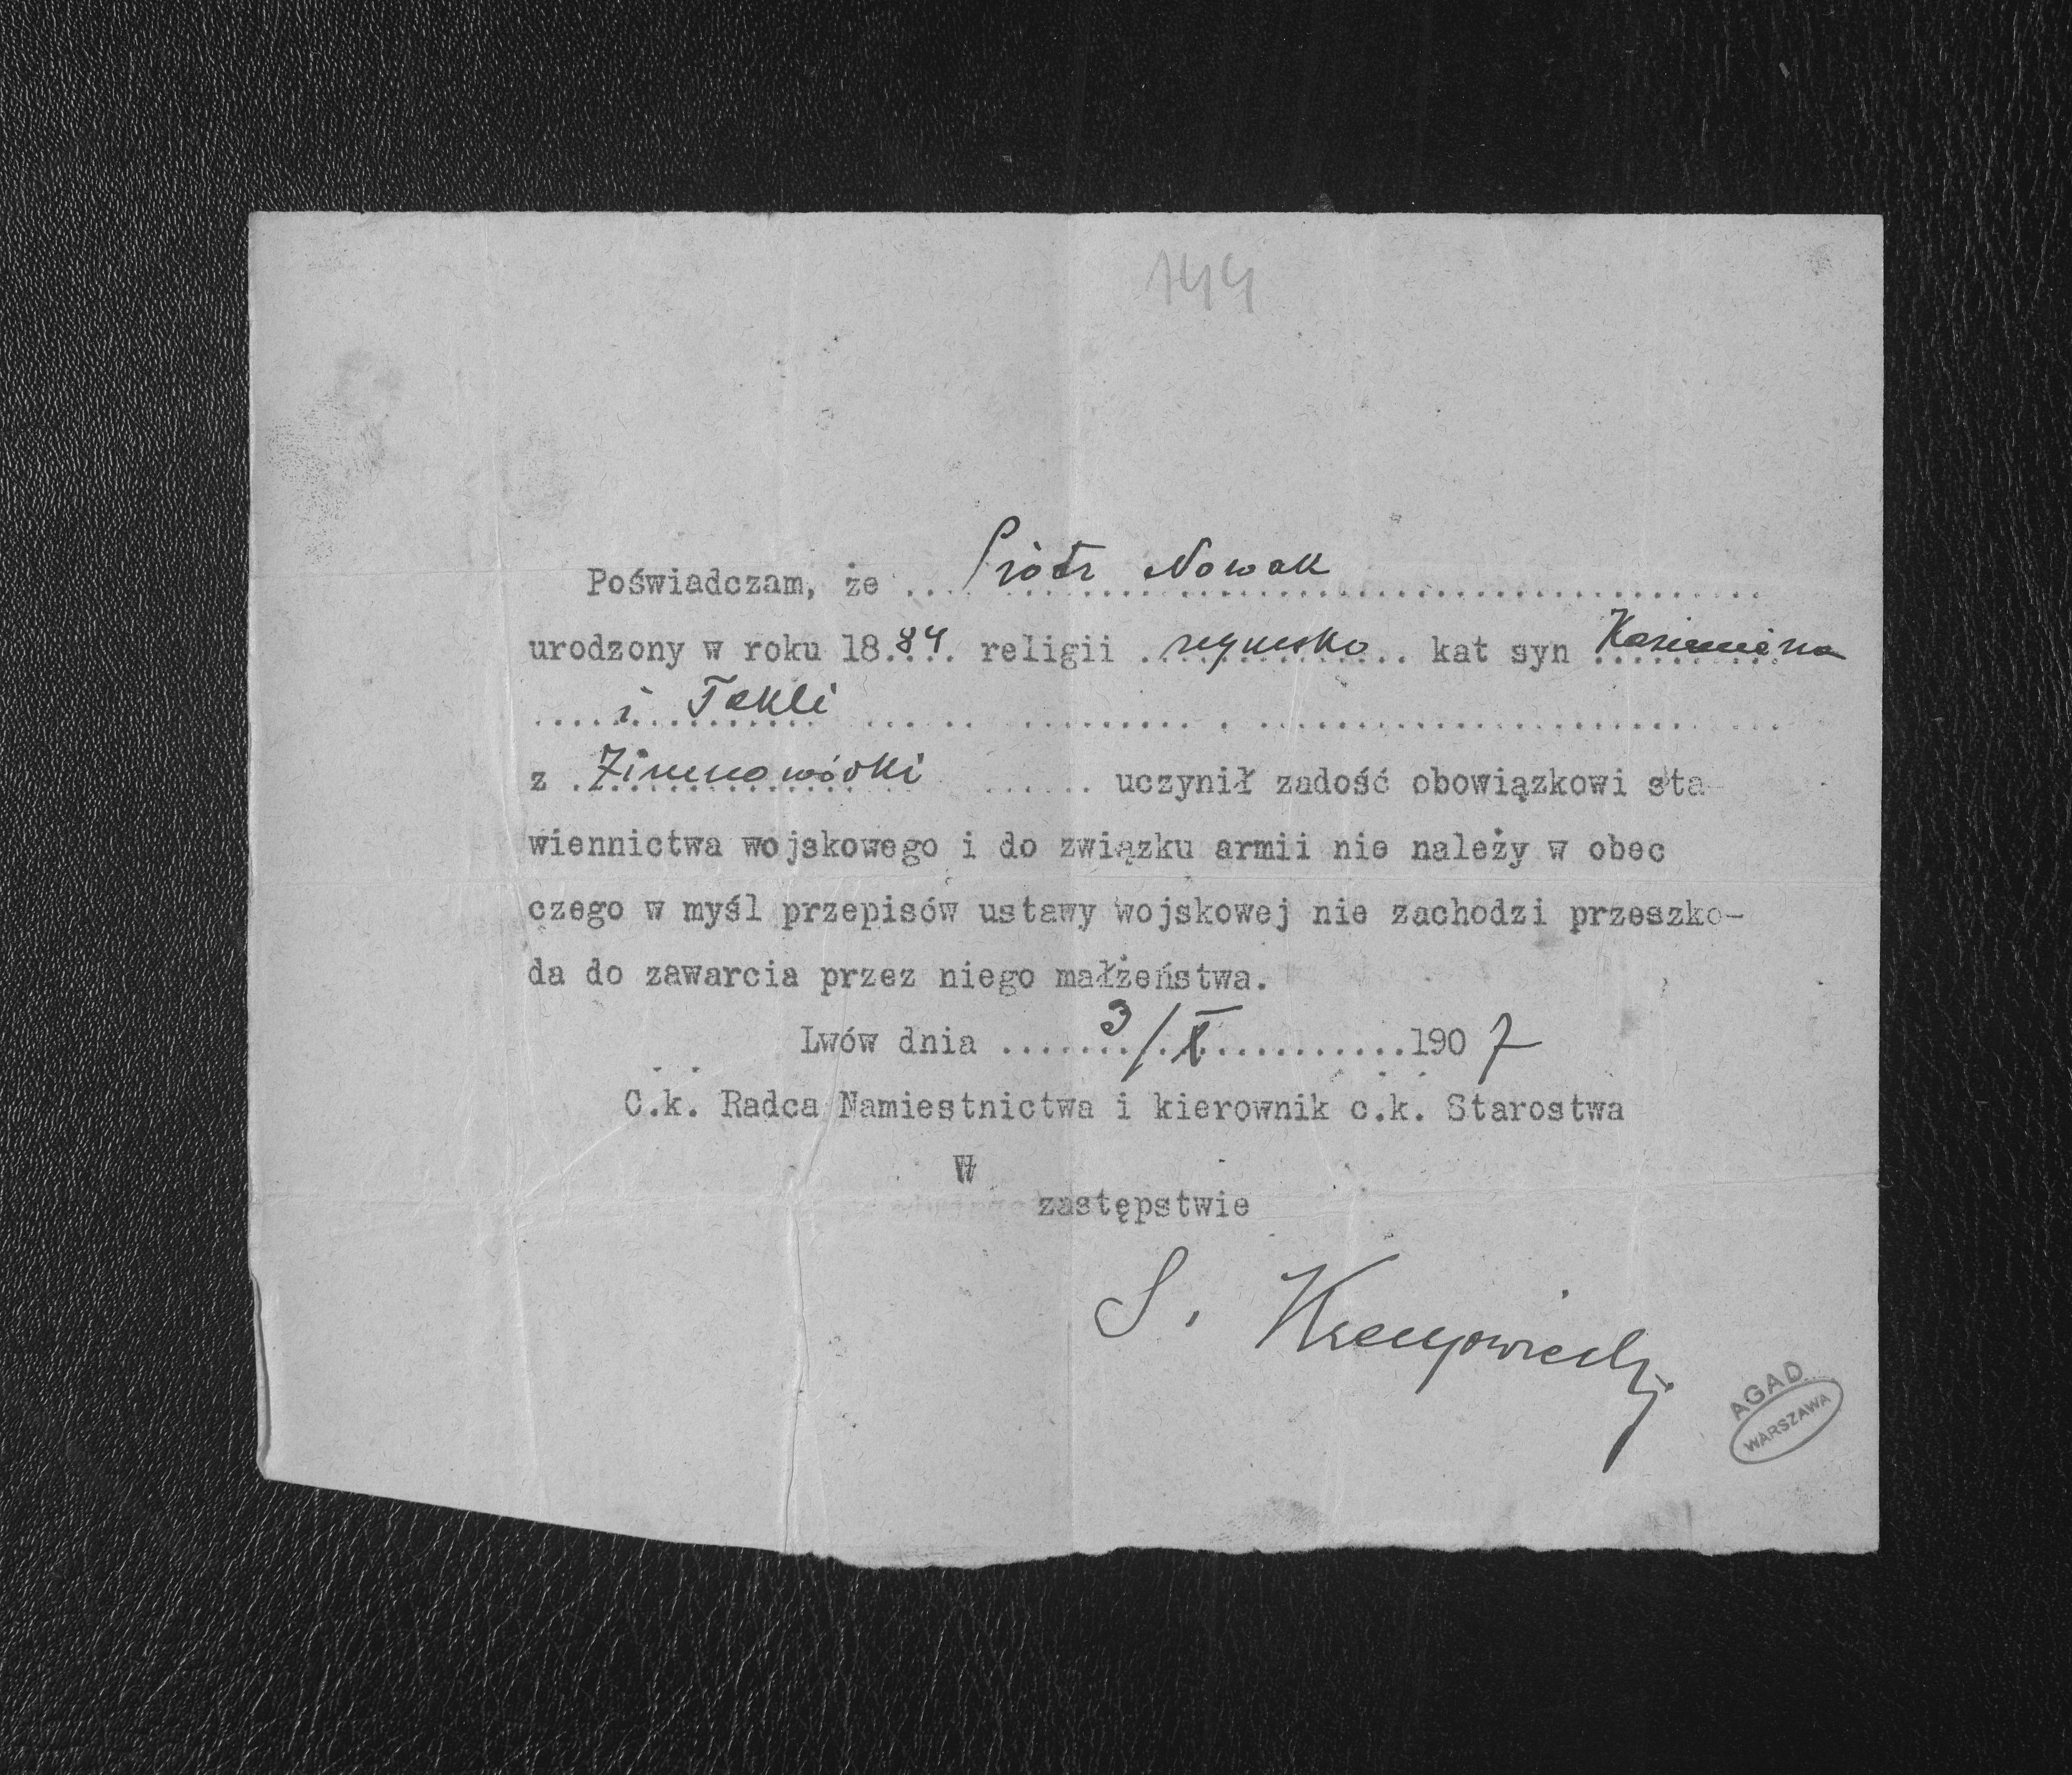 144
Poświadczam, że ... Piotr Nowak ...
urodzony w roku 18.84. religii . rzymsko . kat syn Kazimierza
i Tekli
z . Zimnowódki ...... uczynił zadość obowiązkowi sta-
wiennictwa wojskowego i do związku armii nie należy w obec
czego w myśl przepisów ustawy wojskowej nie zachodzi przeszko-
da do zawarcia przez niego małżeństwa.
Lwów dnia ....... 3/X ............. 1907
C.k. Radca Namiestnictwa i kierownik c.k. Starostwa
W
zastępstwie
S.
AGAD
WARSZAWA